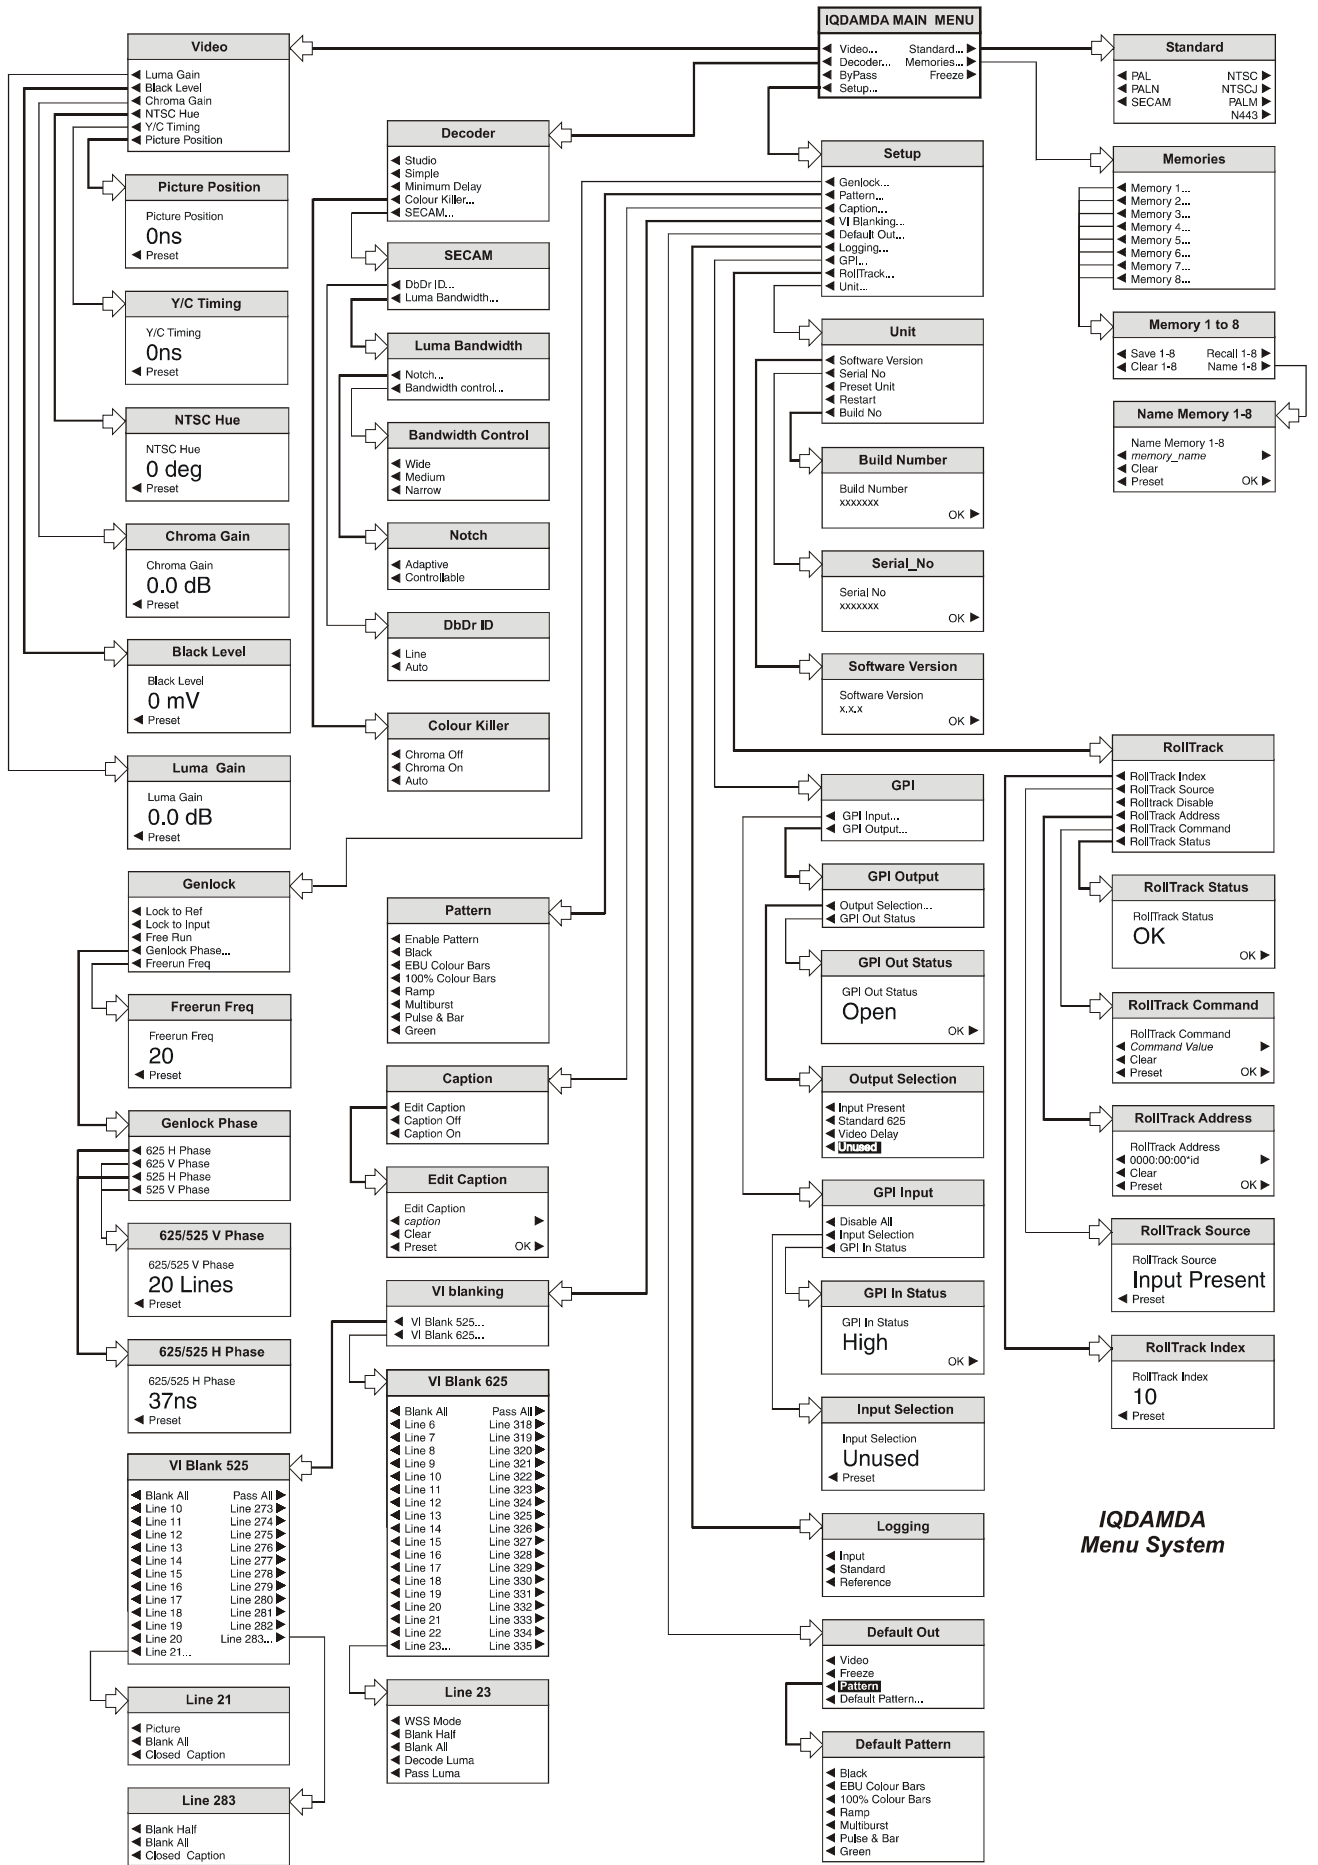 IQDAMDA MAIN MENU
Video... Standard...
Decoder... Memories...
ByPass Freeze
Setup...
Video
Luma Gain
Black Level
Chroma Gain
NTSC Hue
Y/C Timing
Picture Position
Picture Position
Picture Position
0ns
Preset
Y/C Timing
Y/C Timing
0ns
Preset
NTSC Hue
NTSC Hue
0 deg
Preset
Chroma Gain
Chroma Gain
0.0 dB
Preset
Black Level
Black Level
0 mV
Preset
Luma Gain
Luma Gain
0.0 dB
Preset
Genlock
Lock to Ref
Lock to Input
Free Run
Genlock Phase...
Freerun Freq
Freerun Freq
Freerun Freq
20
Preset
Genlock Phase
625 H Phase
625 V Phase
525 H Phase
525 V Phase
625/525 V Phase
625/525 V Phase
20 Lines
Preset
625/525 H Phase
625/525 H Phase
37ns
Preset
VI Blank 525
Blank All Pass All
Line 10 Line 273
Line 11 Line 274
Line 12 Line 275
Line 13 Line 276
Line 14 Line 277
Line 15 Line 278
Line 16 Line 279
Line 17 Line 280
Line 18 Line 281
Line 19 Line 282
Line 20 Line 283...
Line 21...
Line 21
Picture
Blank All
Closed Caption
Line 283
Blank Half
Blank All
Closed Caption
Decoder
Studio
Simple
Minimum Delay
Colour Killer...
SECAM...
SECAM
DbDr ID...
Luma Bandwidth...
Luma Bandwidth
Notch...
Bandwidth control...
Bandwidth Control
Wide
Medium
Narrow
Notch
Adaptive
Controllable
DbDr ID
Line
Auto
Colour Killer
Chroma Off
Chroma On
Auto
Pattern
Enable Pattern
Black
EBU Colour Bars
100% Colour Bars
Ramp
Multiburst
Pulse & Bar
Green
Caption
Edit Caption
Caption Off
Caption On
Edit Caption
Edit Caption
caption
Clear
Preset OK
VI blanking
VI Blank 525...
VI Blank 625...
VI Blank 625
Blank All Pass All
Line 6 Line 318
Line 7 Line 319
Line 8 Line 320
Line 9 Line 321
Line 10 Line 322
Line 11 Line 323
Line 12 Line 324
Line 13 Line 325
Line 14 Line 326
Line 15 Line 327
Line 16 Line 328
Line 17 Line 329
Line 18 Line 330
Line 19 Line 331
Line 20 Line 332
Line 21 Line 333
Line 22 Line 334
Line 23... Line 335
Line 23
WSS Mode
Blank Half
Blank All
Decode Luma
Pass Luma
Setup
Genlock...
Pattern...
Caption...
VI Blanking...
Default Out...
Logging...
GPI...
RollTrack...
Unit...
Unit
Software Version
Serial No
Preset Unit
Restart
Build No
Build Number
Build Number
xxxxxxx
OK
Serial_No
Serial No
xxxxxxx
OK
Software Version
Software Version
x.x.x
OK
GPI
GPI Input...
GPI Output...
GPI Output
Output Selection...
GPI Out Status
GPI Out Status
GPI Out Status
Open
OK
Output Selection
Input Present
Standard 625
Video Delay
Unused
GPI Input
Disable All
Input Selection
GPI In Status
GPI In Status
GPI In Status
High
OK
Input Selection
Input Selection
Unused
Preset
Logging
Input
Standard
Reference
Default Out
Video
Freeze
Pattern
Default Pattern...
Default Pattern
Black
EBU Colour Bars
100% Colour Bars
Ramp
Multiburst
Pulse & Bar
Green
Standard
PAL NTSC
PALN NTSCJ
SECAM PALM
N443
Memories
Memory 1...
Memory 2...
Memory 3...
Memory 4...
Memory 5...
Memory 6...
Memory 7...
Memory 8...
Memory 1 to 8
Save 1-8 Recall 1-8
Clear 1-8 Name 1-8
Name Memory 1-8
Name Memory 1-8
memory_name
Clear
Preset OK
RollTrack
RollTrack Index
RollTrack Source
Rolltrack Disable
RollTrack Address
RollTrack Command
RollTrack Status
RollTrack Status
RollTrack Status
OK
OK
RollTrack Command
RollTrack Command
Command Value
Clear
Preset OK
RollTrack Address
RollTrack Address
0000:00:00*id
Clear
Preset OK
RollTrack Source
RollTrack Source
Input Present
Preset
RollTrack Index
RollTrack Index
10
Preset
IQDAMDA
Menu System